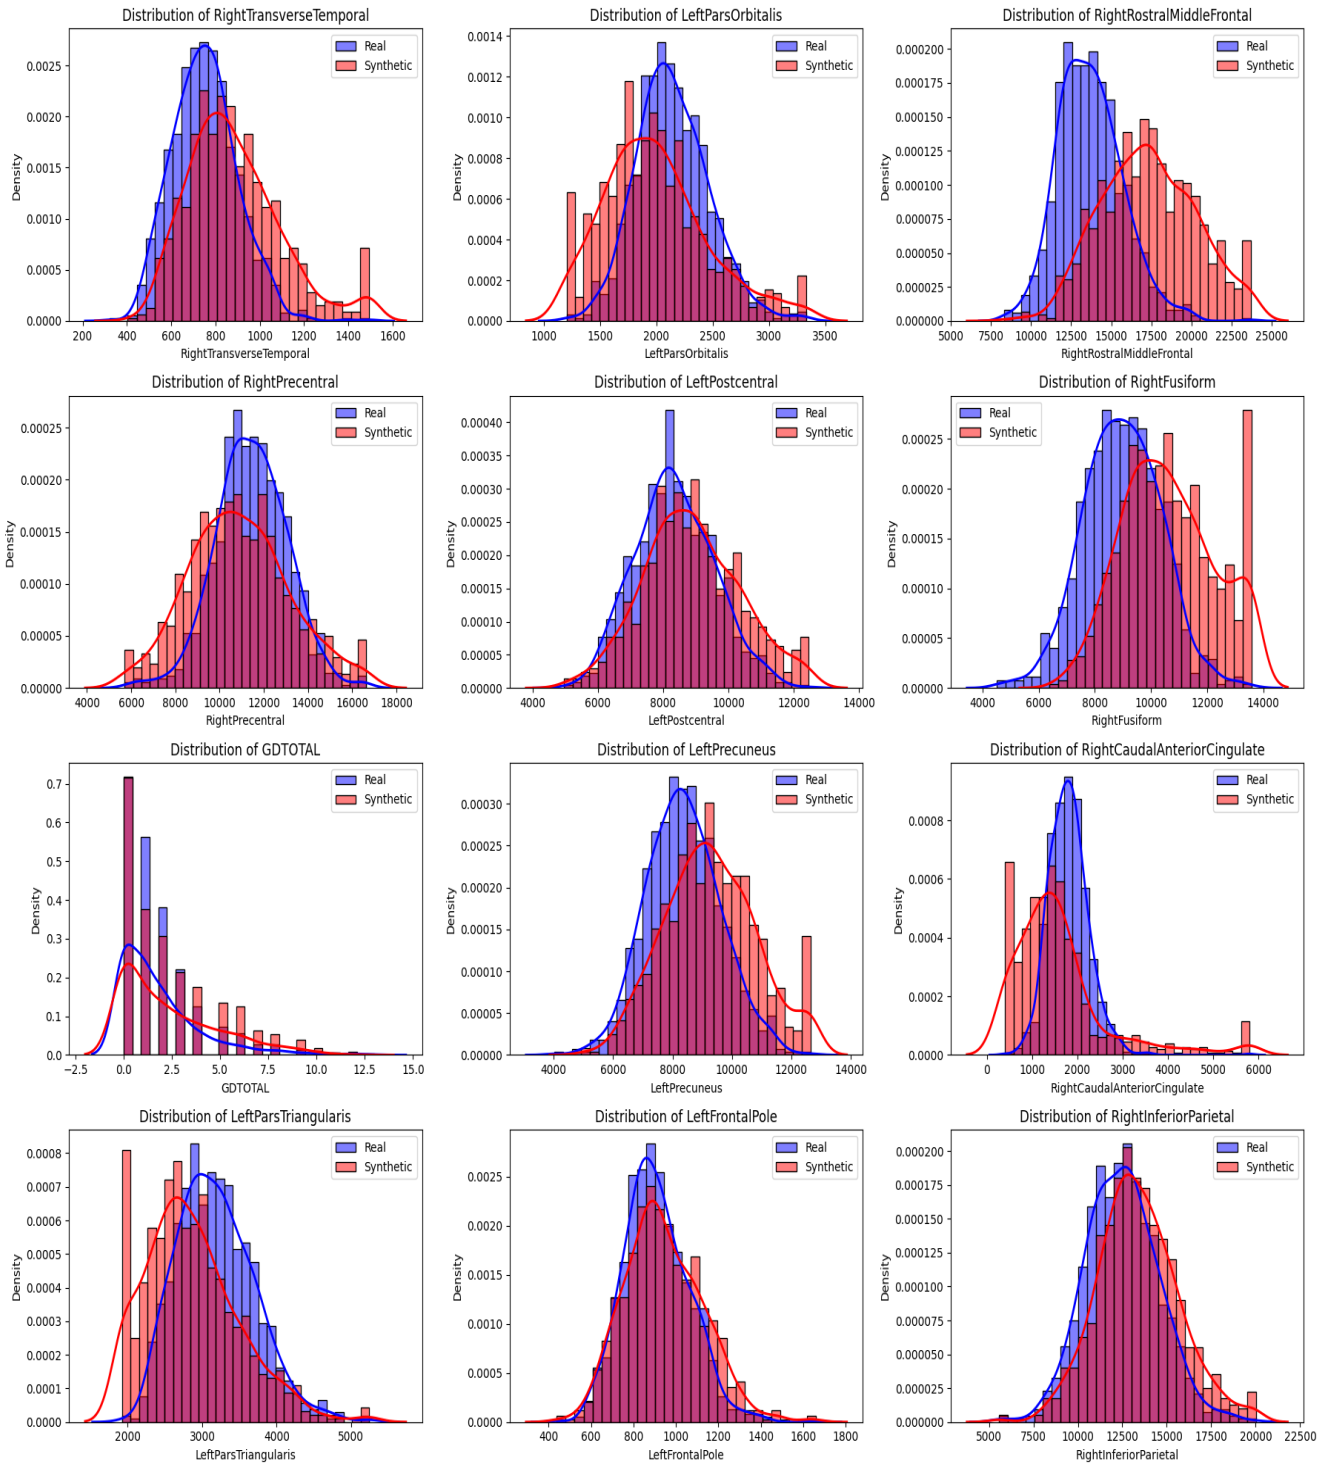 Distribution of RightTransverseTemporal
Real
Synthetic
Density
0.0025
0.0020
0.0015
0.0010
0.0005
0.0000
200 400 600 800 1000 1200 1400 1600
RightTransverseTemporal
Distribution of LeftParsOrbitalis
Real
Synthetic
Density
0.0014
0.0012
0.0010
0.0008
0.0006
0.0004
0.0002
0.0000
1000 1500 2000 2500 3000 3500
LeftParsOrbitalis
Distribution of RightRostralMiddleFrontal
Real
Synthetic
Density
0.000200
0.000175
0.000150
0.000125
0.000100
0.000075
0.000050
0.000025
0.000000
5000 7500 10000 12500 15000 17500 20000 22500 25000
RightRostralMiddleFrontal
Distribution of RightPrecentral
Real
Synthetic
Density
0.00025
0.00020
0.00015
0.00010
0.00005
0.00000
4000 6000 8000 10000 12000 14000 16000 18000
RightPrecentral
Distribution of LeftPostcentral
Real
Synthetic
Density
0.00040
0.00035
0.00030
0.00025
0.00020
0.00015
0.00010
0.00005
0.00000
4000 6000 8000 10000 12000 14000
LeftPostcentral
Distribution of RightFusiform
Real
Synthetic
Density
0.00025
0.00020
0.00015
0.00010
0.00005
0.00000
4000 6000 8000 10000 12000 14000
RightFusiform
Distribution of GDTOTAL
Real
Synthetic
Density
0.7
0.6
0.5
0.4
0.3
0.2
0.1
0.0
−2.5 0.0 2.5 5.0 7.5 10.0 12.5 15.0
GDTOTAL
Distribution of LeftPrecuneus
Real
Synthetic
Density
0.00030
0.00025
0.00020
0.00015
0.00010
0.00005
0.00000
4000 6000 8000 10000 12000 14000
LeftPrecuneus
Distribution of RightCaudalAnteriorCingulate
Real
Synthetic
Density
0.0008
0.0006
0.0004
0.0002
0.0000
0 1000 2000 3000 4000 5000 6000
RightCaudalAnteriorCingulate
Distribution of LeftParsTriangularis
Real
Synthetic
Density
0.0008
0.0007
0.0006
0.0005
0.0004
0.0003
0.0002
0.0001
0.0000
2000 3000 4000 5000
LeftParsTriangularis
Distribution of LeftFrontalPole
Real
Synthetic
Density
0.0025
0.0020
0.0015
0.0010
0.0005
0.0000
400 600 800 1000 1200 1400 1600 1800
LeftFrontalPole
Distribution of RightInferiorParietal
Real
Synthetic
Density
0.000200
0.000175
0.000150
0.000125
0.000100
0.000075
0.000050
0.000025
0.000000
5000 7500 10000 12500 15000 17500 20000 22500
RightInferiorParietal